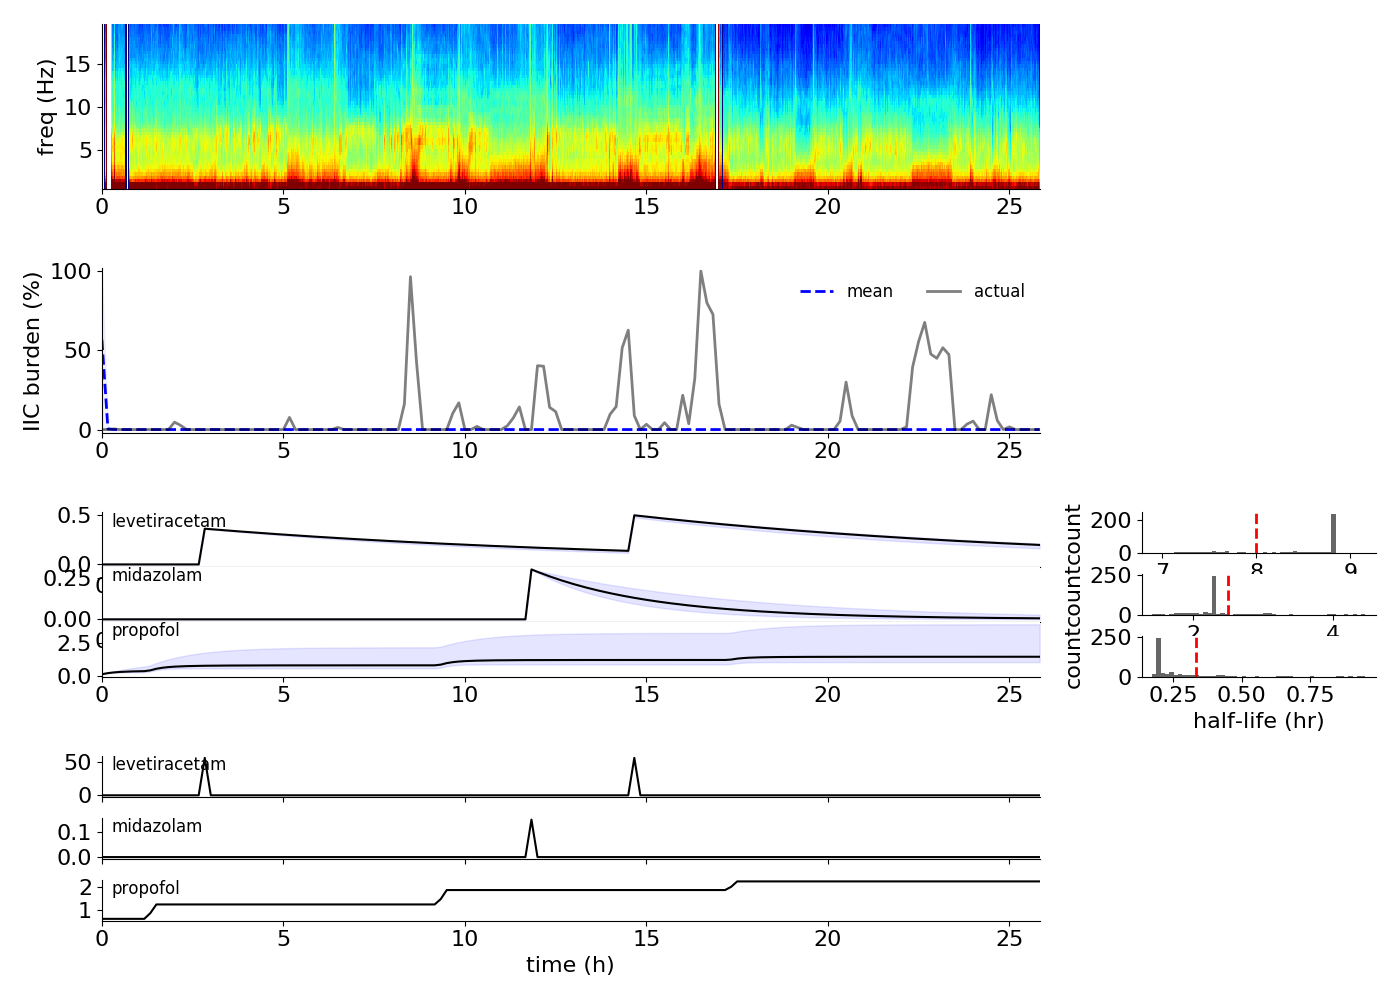 freq (Hz)
15
10
5
0 5 10 15 20 25
IIC burden (%)
100
50
0
mean actual
0 5 10 15 20 25
0.5
0.0
levetiracetam
0.25
0.00
midazolam
2.5
0.0
propofol
0 5 10 15 20 25
count
200
0
7 8 9
count
250
0
2 4
count
250
0
0.25 0.50 0.75
half-life (hr)
50
0
levetiracetam
0.1
0.0
midazolam
2
1
propofol
0 5 10 15 20 25
time (h)